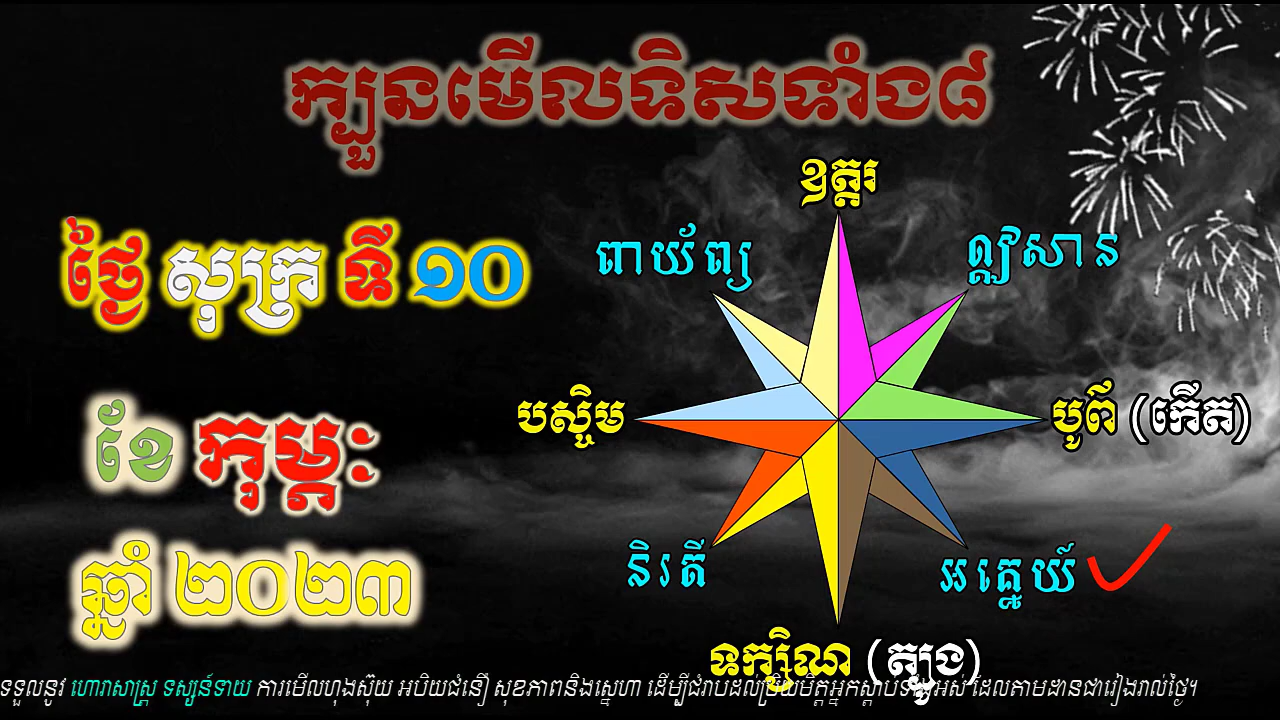 ក្បួនមើលទិសទាំង៨
ឧត្តរ
ពាយ័ព្យ
ឦសាន
ថ្ងៃ សុក្រ ទី ១០
បស្ចិម
បូព៌ (កើត)
ខែ កុម្ភៈ
និរតី
អគ្នេយ៍
ឆ្នាំ ២០២៣
ទក្សិណ (ត្បូង)
ទទួលនូវ ហោរាសាស្ត្រ ទស្សន៍ទាយ ការមើលហុងស៊ុយ អបិយជំនឿ សុខភាពនិងស្នេហា ដើម្បីជំរាបដល់ប្រិយមិត្តអ្នកស្តាប់ទាំងអស់ ដែលតាមដានជារៀងរាល់ថ្ងៃ។